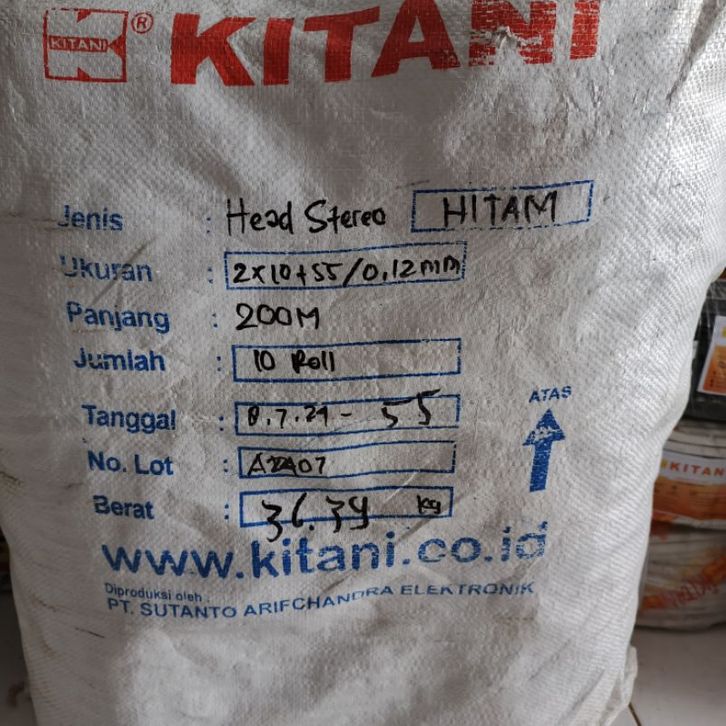 KITANI ® KITANI
Jenis : Head Stereo HITAM
Ukuran : 2x10+55/0,12mm
Panjang : 200M
Jumlah : 10 Roll
Tanggal : 8.7.24 - 55
No. Lot : A2407
Berat : 36.39 kg
ATAS
www.kitani.co.id
Diproduksi oleh :
PT. SUTANTO ARIFCHANDRA ELEKTRONIK
KITAN